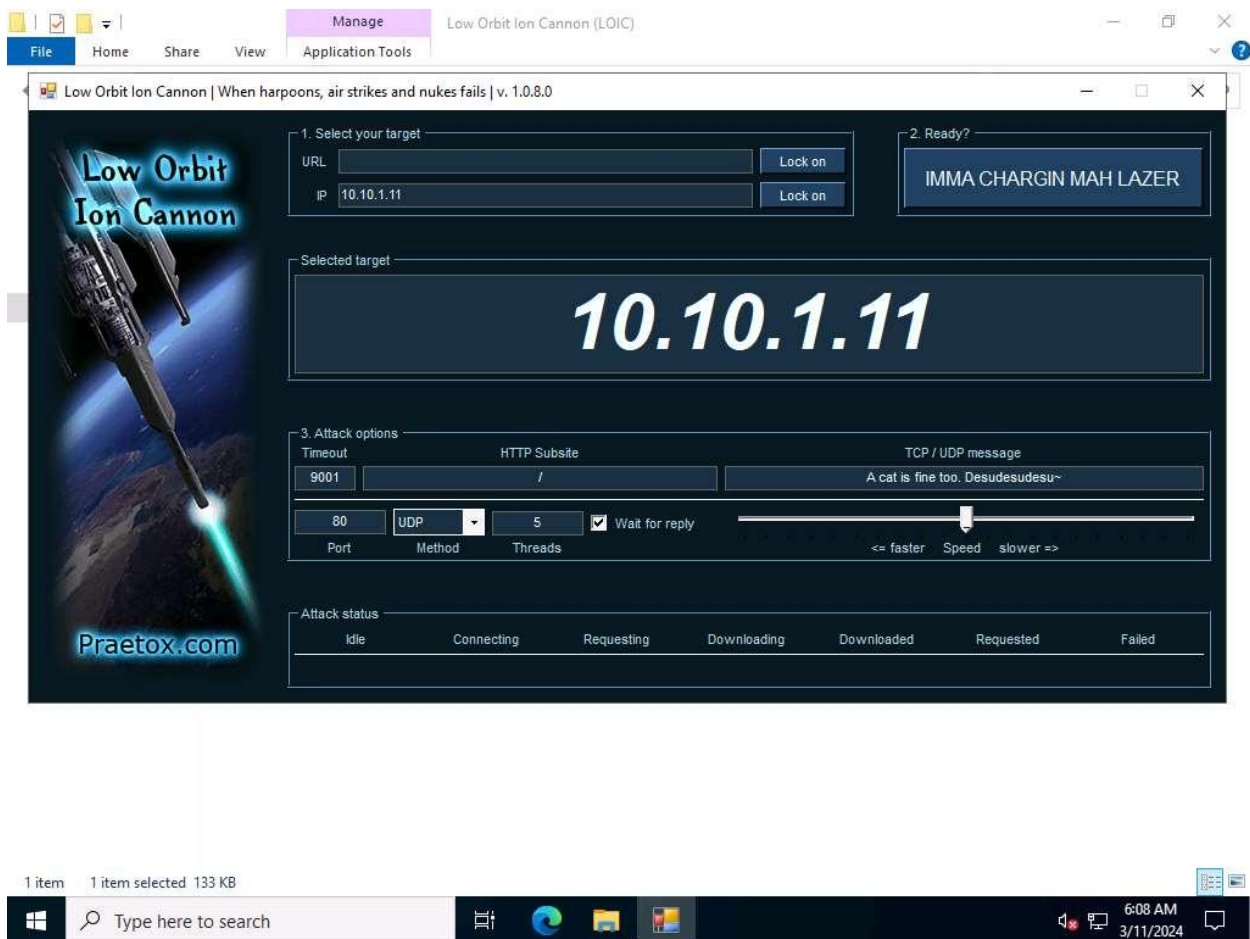 Manage Low Orbit Ion Cannon (LOIC)
File Home Share View Application Tools
Low Orbit Ion Cannon | When harpoons, air strikes and nukes fails | v. 1.0.8.0
Low Orbit
Ion Cannon
Praetox.com
1. Select your target
URL Lock on
IP 10.10.1.11 Lock on
2. Ready?
IMMA CHARGIN MAH LAZER
Selected target
10.10.1.11
3. Attack options
Timeout HTTP Subsite TCP / UDP message
9001 / A cat is fine too. Desudesudesu~
80 UDP 5 Wait for reply
Port Method Threads <= faster Speed slower =>
Attack status
Idle Connecting Requesting Downloading Downloaded Requested Failed
1 item 1 item selected 133 KB
Type here to search
6:08 AM
3/11/2024